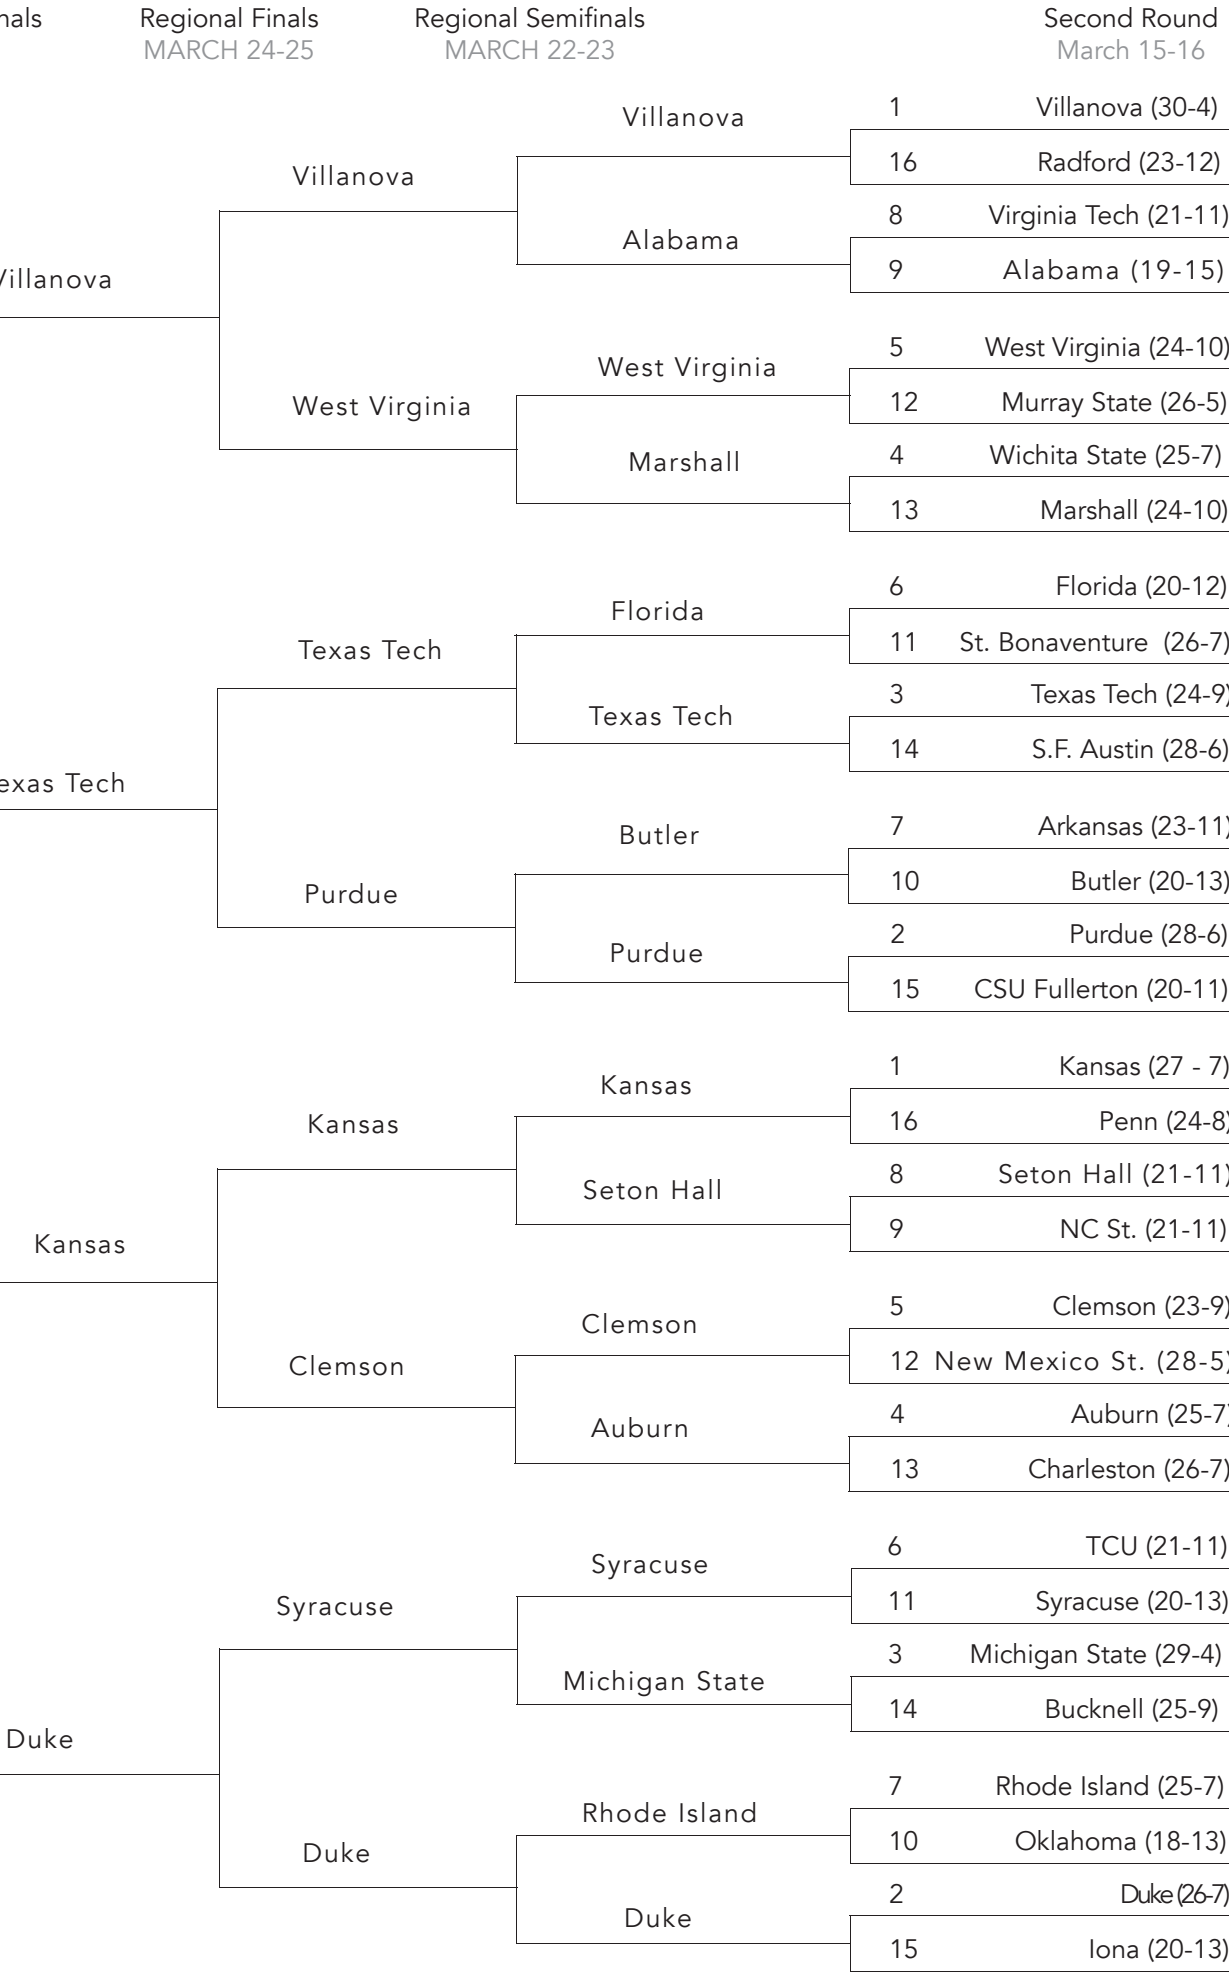 nals
Regional Finals
MARCH 24-25
Regional Semifinals
MARCH 22-23
Second Round
March 15-16
1 Villanova (30-4)
16 Radford (23-12)
8 Virginia Tech (21-11)
9 Alabama (19-15)
5 West Virginia (24-10)
12 Murray State (26-5)
4 Wichita State (25-7)
13 Marshall (24-10)
6 Florida (20-12)
11 St. Bonaventure (26-7)
3 Texas Tech (24-9)
14 S.F. Austin (28-6)
7 Arkansas (23-11)
10 Butler (20-13)
2 Purdue (28-6)
15 CSU Fullerton (20-11)
1 Kansas (27 - 7)
16 Penn (24-8)
8 Seton Hall (21-11)
9 NC St. (21-11)
5 Clemson (23-9)
12 New Mexico St. (28-5)
4 Auburn (25-7)
13 Charleston (26-7)
6 TCU (21-11)
11 Syracuse (20-13)
3 Michigan State (29-4)
14 Bucknell (25-9)
7 Rhode Island (25-7)
10 Oklahoma (18-13)
2 Duke (26-7)
15 Iona (20-13)
Villanova
Alabama
West Virginia
Marshall
Florida
Texas Tech
Butler
Purdue
Kansas
Seton Hall
Clemson
Auburn
Syracuse
Michigan State
Rhode Island
Duke
Villanova
West Virginia
Texas Tech
Purdue
Kansas
Clemson
Syracuse
Duke
Villanova
exas Tech
Kansas
Duke